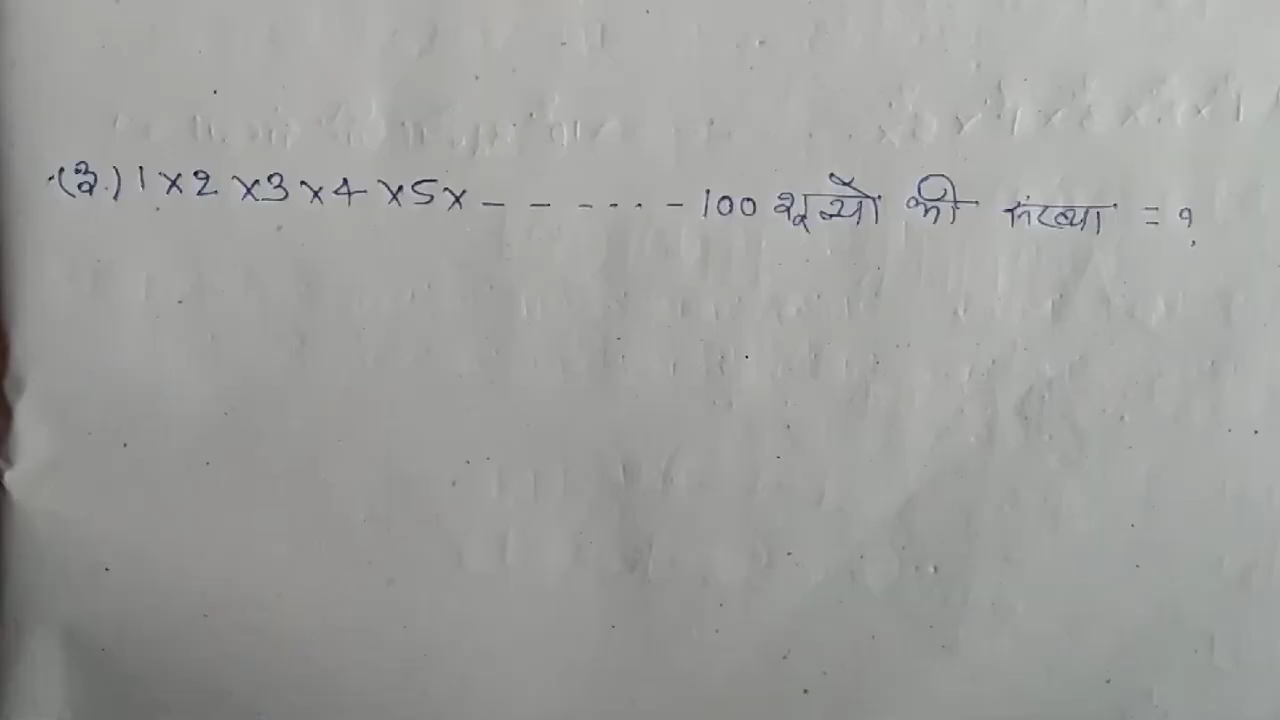 (2.) 1 x 2 x 3 x 4 x 5 x - - - - - - - 100 शून्यों की संख्या = ?